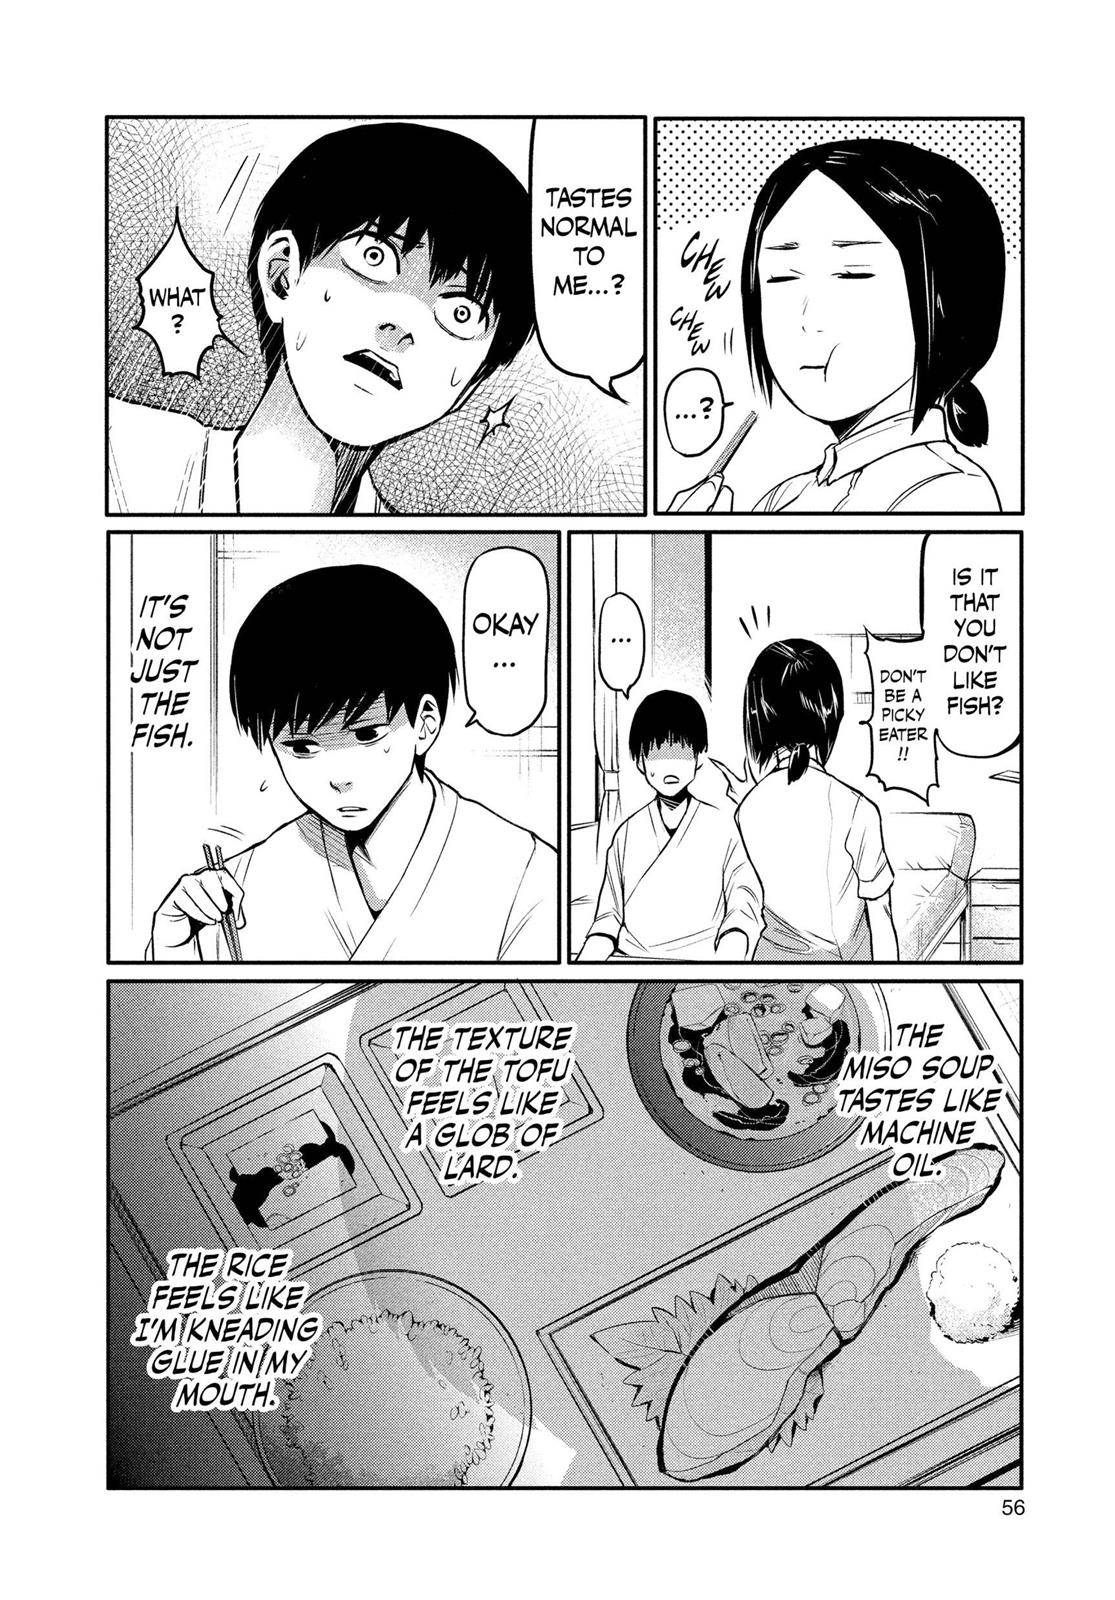 CHEW
CHEW
...?
TASTES
NORMAL
TO
ME...?
WHAT
?
IS IT
THAT
YOU
DON'T
LIKE
FISH?
DON'T
BE A
PICKY
EATER
!!
...
OKAY
...
IT'S
NOT
JUST
THE
FISH.
THE
MISO SOUP
TASTES LIKE
MACHINE
OIL.
THE TEXTURE
OF THE TOFU
FEELS LIKE
A GLOB OF
LARD.
THE RICE
FEELS LIKE
I'M KNEADING
GLUE IN MY
MOUTH.
56